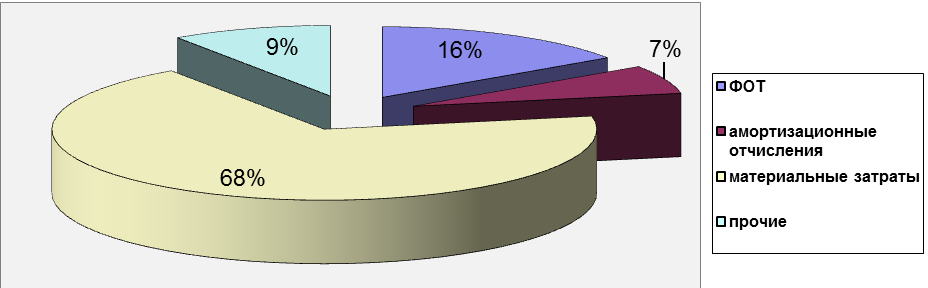 9%
16%
7%
68%
ФОТ
амортизационные
отчисления
материальные затраты
прочие